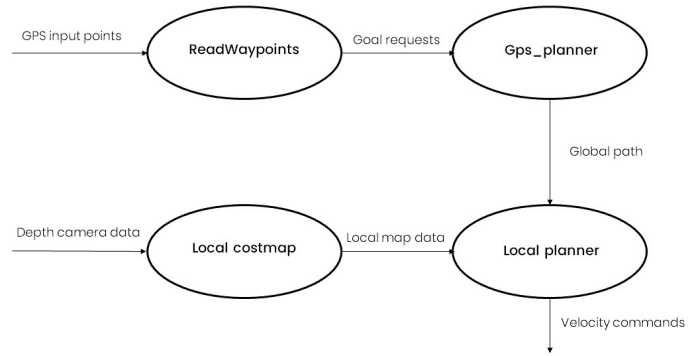 GPS input points
ReadWaypoints
Goal requests
Gps_planner
Global path
Depth camera data
Local costmap
Local map data
Local planner
Velocity commands